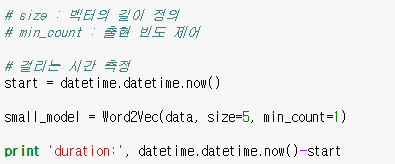 # size : 벡터의 길이 정의
# min_count : 출현 빈도 제어
# 걸리는 시간 측정
start = datetime.datetime.now()
small_model = Word2Vec(data, size=5, min_count=1)
print 'duration:', datetime.datetime.now()-start